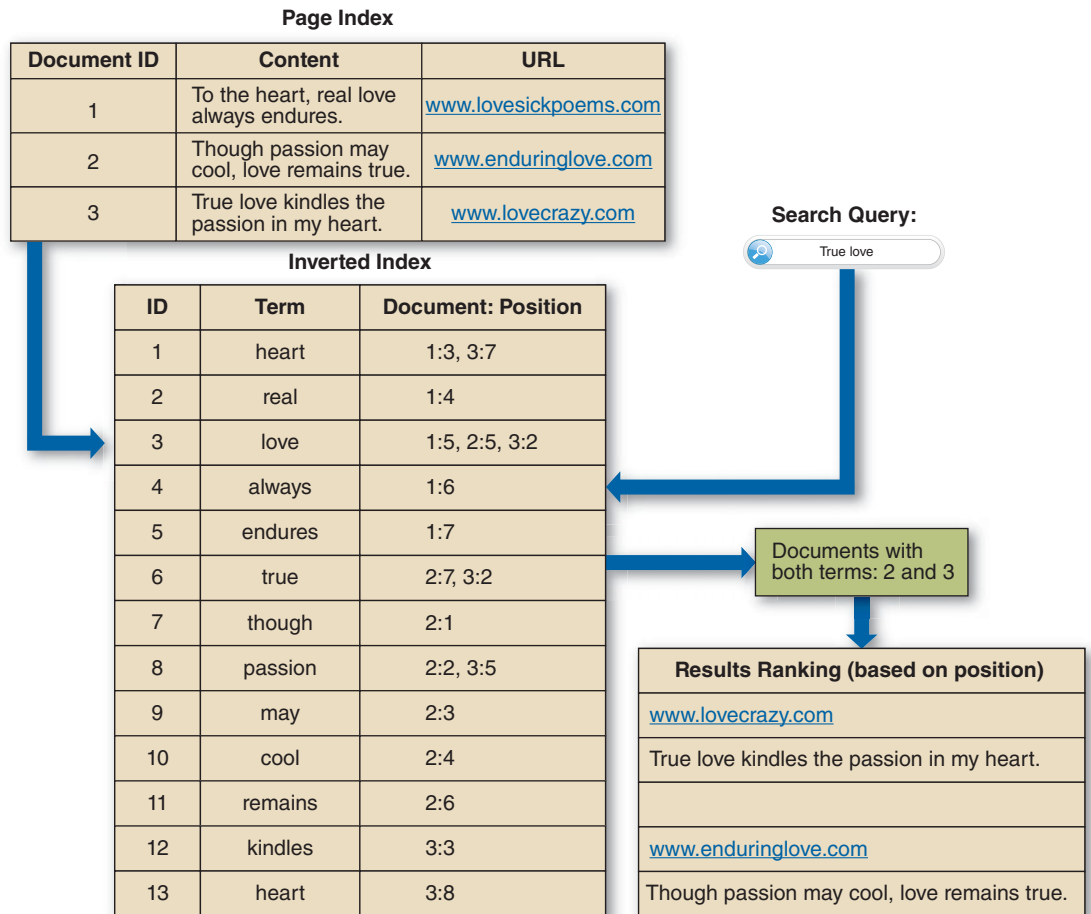 Page Index
Document ID Content URL
1 To the heart, real love always endures. www.lovesickpoems.com
2 Though passion may cool, love remains true. www.enduringlove.com
3 True love kindles the passion in my heart. www.lovecrazy.com
Search Query:
True love
Inverted Index
ID Term Document: Position
1 heart 1:3, 3:7
2 real 1:4
3 love 1:5, 2:5, 3:2
4 always 1:6
5 endures 1:7
6 true 2:7, 3:2
7 though 2:1
8 passion 2:2, 3:5
9 may 2:3
10 cool 2:4
11 remains 2:6
12 kindles 3:3
13 heart 3:8
Documents with
both terms: 2 and 3
Results Ranking (based on position)
www.lovecrazy.com
True love kindles the passion in my heart.
www.enduringlove.com
Though passion may cool, love remains true.